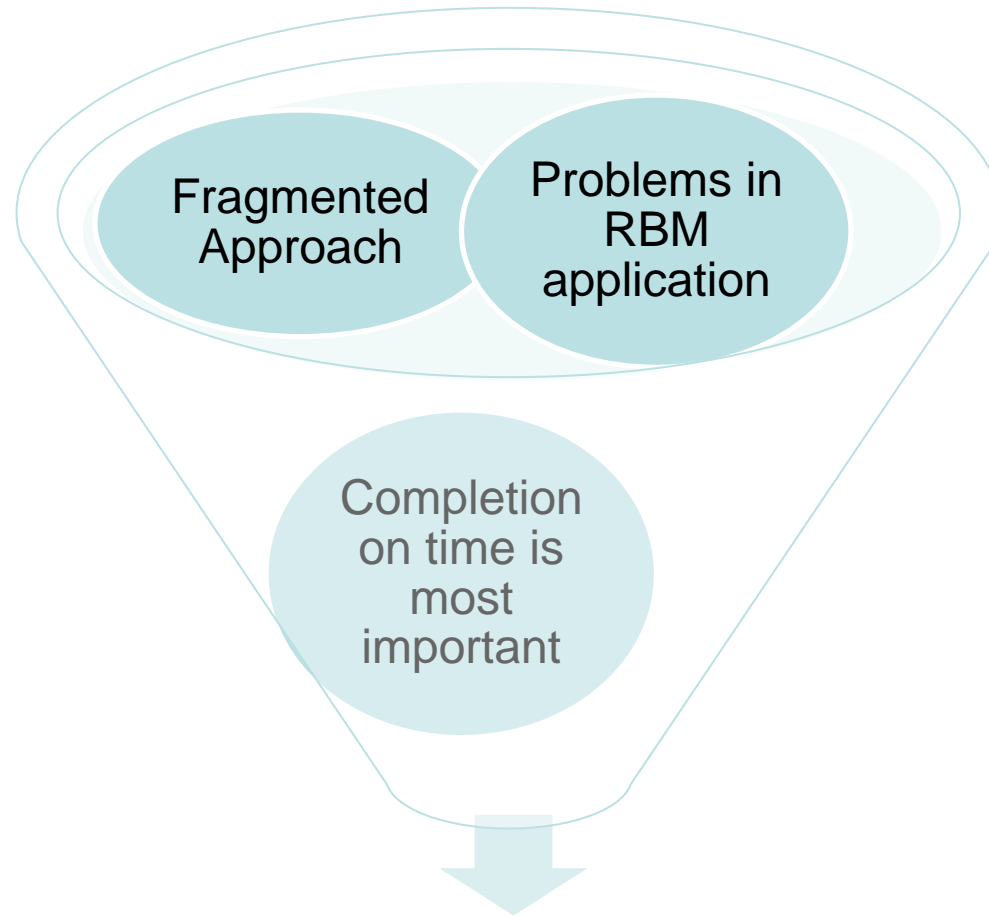 Fragmented
Approach
Problems in
RBM
application
Completion
on time is
most
important